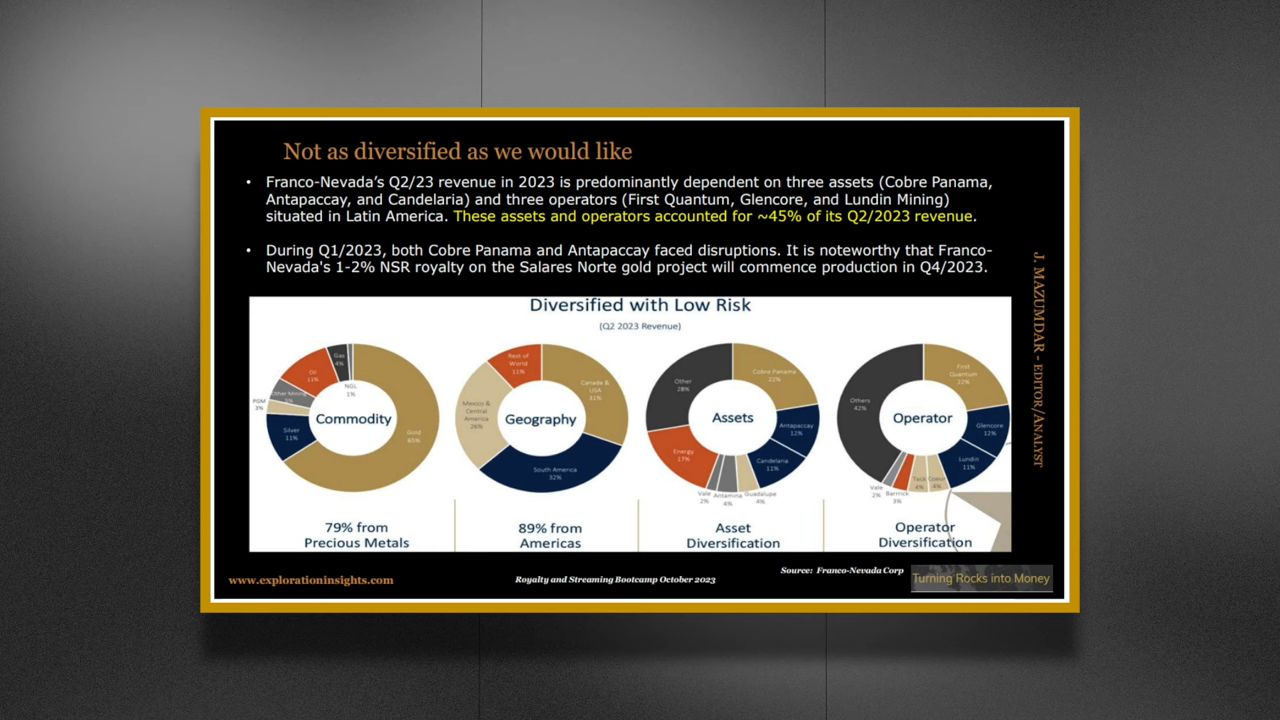 Not as diversified as we would like
• Franco-Nevada's Q2/23 revenue in 2023 is predominantly dependent on three assets (Cobre Panama,
Antapaccay, and Candelaria) and three operators (First Quantum, Glencore, and Lundin Mining)
situated in Latin America. These assets and operators accounted for ~45% of its Q2/2023 revenue.
• During Q1/2023, both Cobre Panama and Antapaccay faced disruptions. It is noteworthy that Franco-
Nevada's 1-2% NSR royalty on the Salares Norte gold project will commence production in Q4/2023.
J. MAZUMDAR - EDITOR/ANALYST
Diversified with Low Risk
(Q2 2023 Revenue)
Commodity
Gold
65%
Silver
11%
PGM
3%
Other Mining
5%
Oil
11%
Gas
4%
NGL
1%
79% from
Precious Metals
Geography
Canada &
USA
31%
South America
32%
Mexico &
Central
America
26%
Rest of
World
11%
89% from
Americas
Assets
Cobre Panama
22%
Antapaccay
12%
Candelaria
11%
Guadalupe
4%
Antamina
4%
Vale
2%
Energy
17%
Other
28%
Asset
Diversification
Operator
First
Quantum
22%
Glencore
12%
Lundin
11%
Coeur
4%
Teck
4%
Barrick
3%
Vale
2%
Others
42%
Operator
Diversification
Source: Franco-Nevada Corp
www.explorationinsights.com
Royalty and Streaming Bootcamp October 2023
Turning Rocks into Money